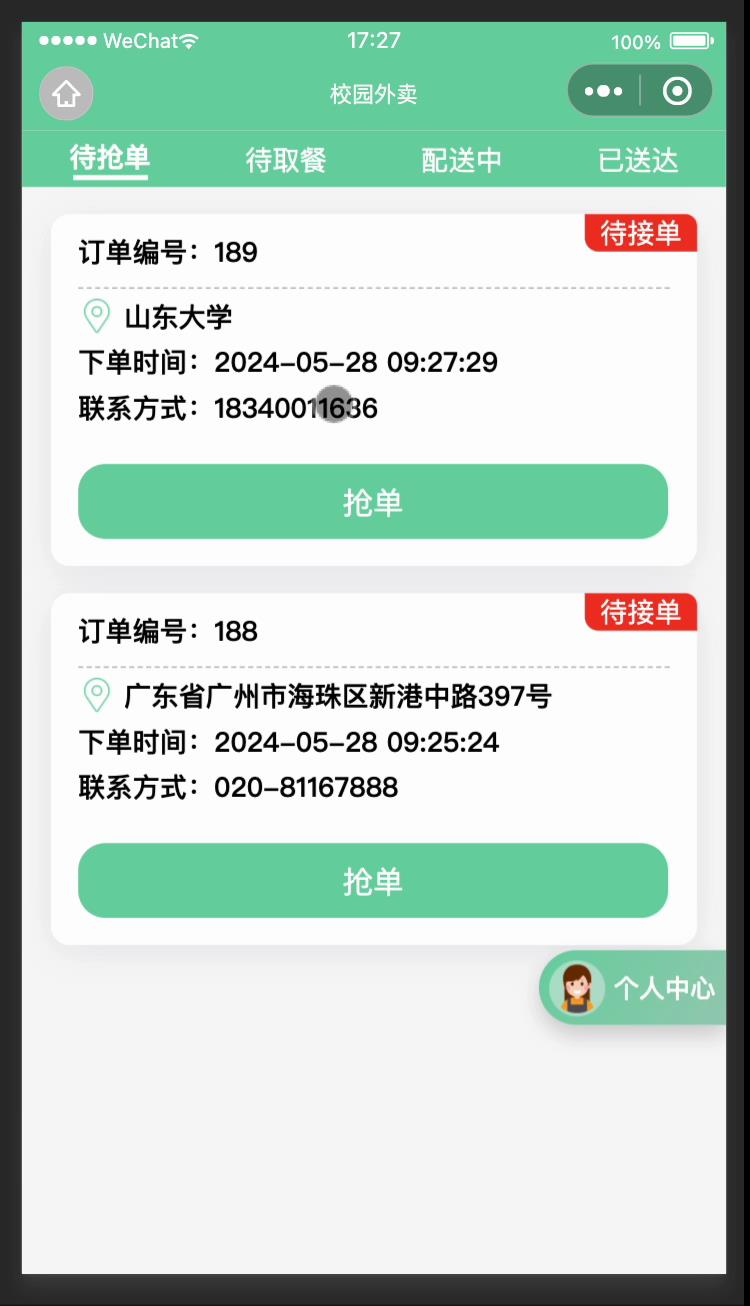 WeChat 17:27 100%
校园外卖
待抢单 待取餐 配送中 已送达
订单编号：189 待接单
山东大学
下单时间：2024-05-28 09:27:29
联系方式：18340011636
抢单
订单编号：188 待接单
广东省广州市海珠区新港中路397号
下单时间：2024-05-28 09:25:24
联系方式：020-81167888
抢单
个人中心